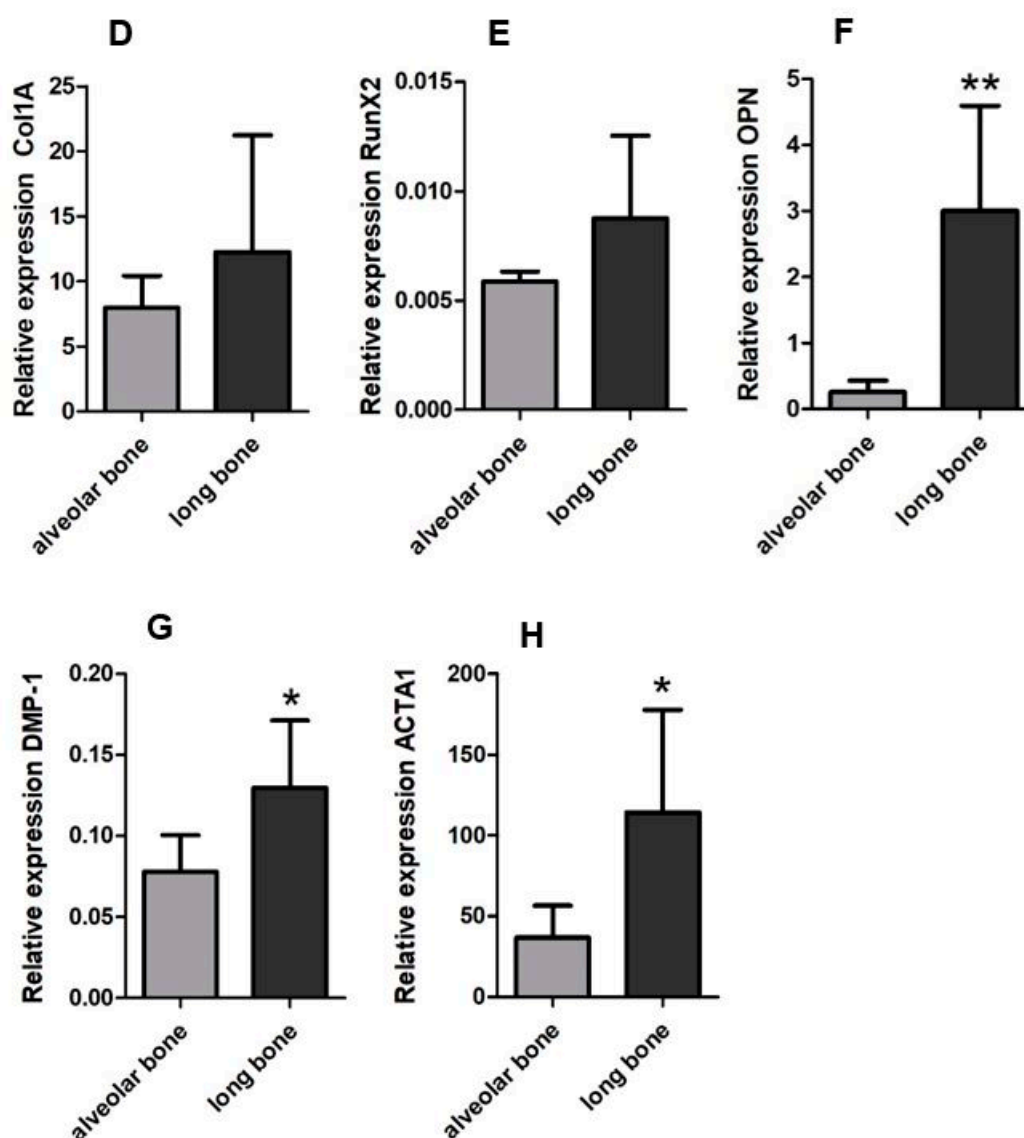 D
Relative expression Col1A
25
20
15
10
5
0
alveolar bone
long bone
E
Relative expression RunX2
0.015
0.010
0.005
0.000
alveolar bone
long bone
F
Relative expression OPN
5
4
3
2
1
0
**
alveolar bone
long bone
G
Relative expression DMP-1
0.20
0.15
0.10
0.05
0.00
*
alveolar bone
long bone
H
Relative expression ACTA1
200
150
100
50
0
*
alveolar bone
long bone